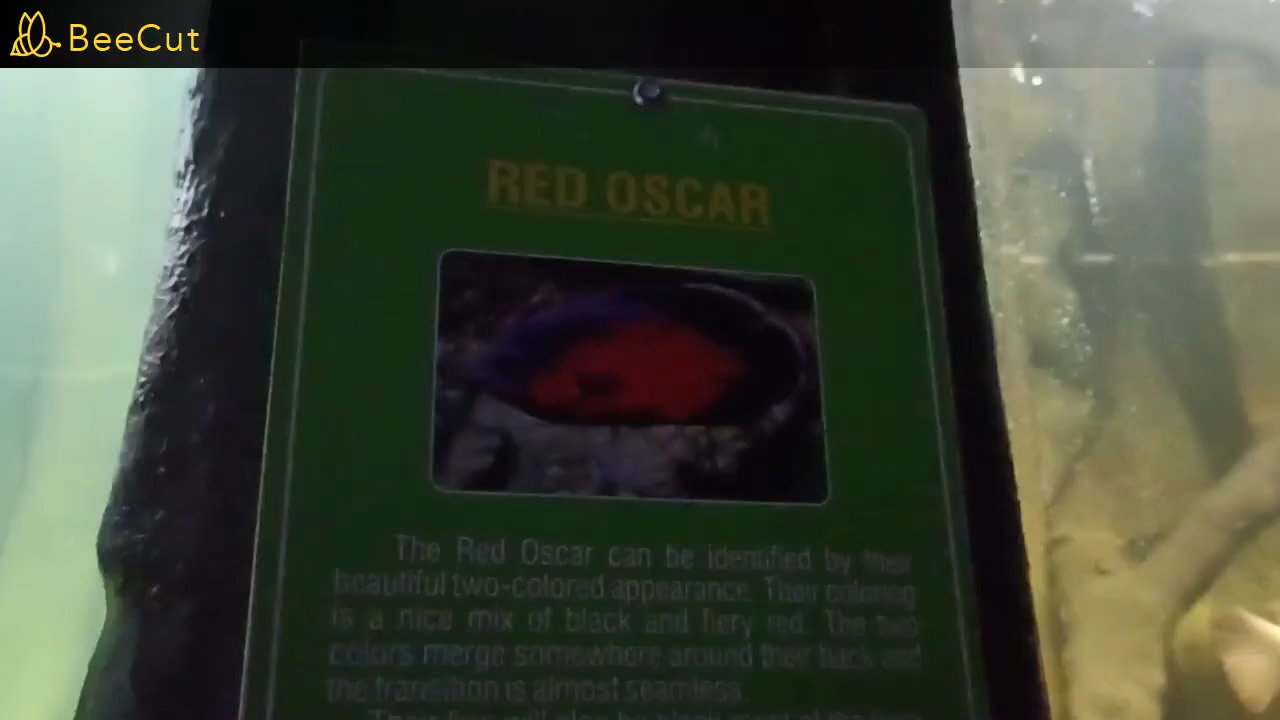 BeeCut
RED OSCAR
The Red Oscar can be identified by their
beautiful two-colored appearance. Their coloring
is a nice mix of black and fiery red. The two
colors merge somewhere around their back and
the transition is almost seamless.